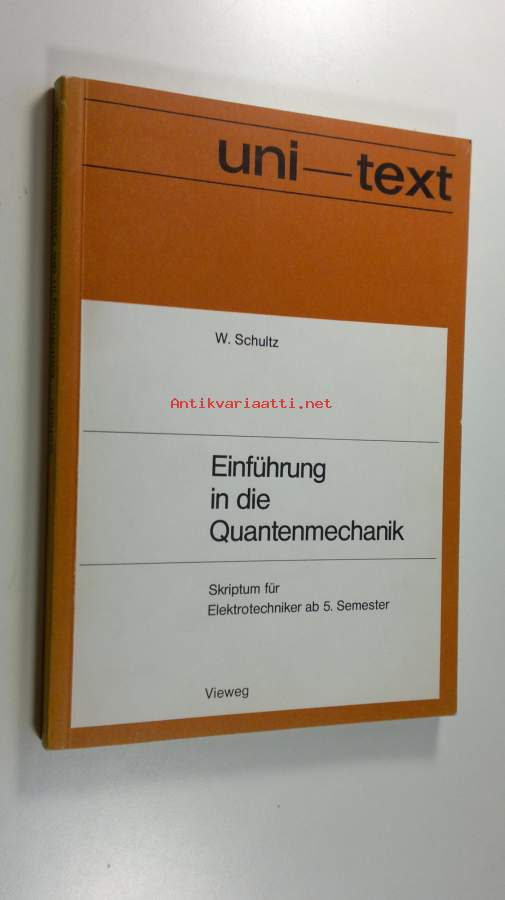 uni—text
W. Schultz
Antikvariaatti.net
Einführung
in die
Quantenmechanik
Skriptum für
Elektrotechniker ab 5. Semester
Vieweg